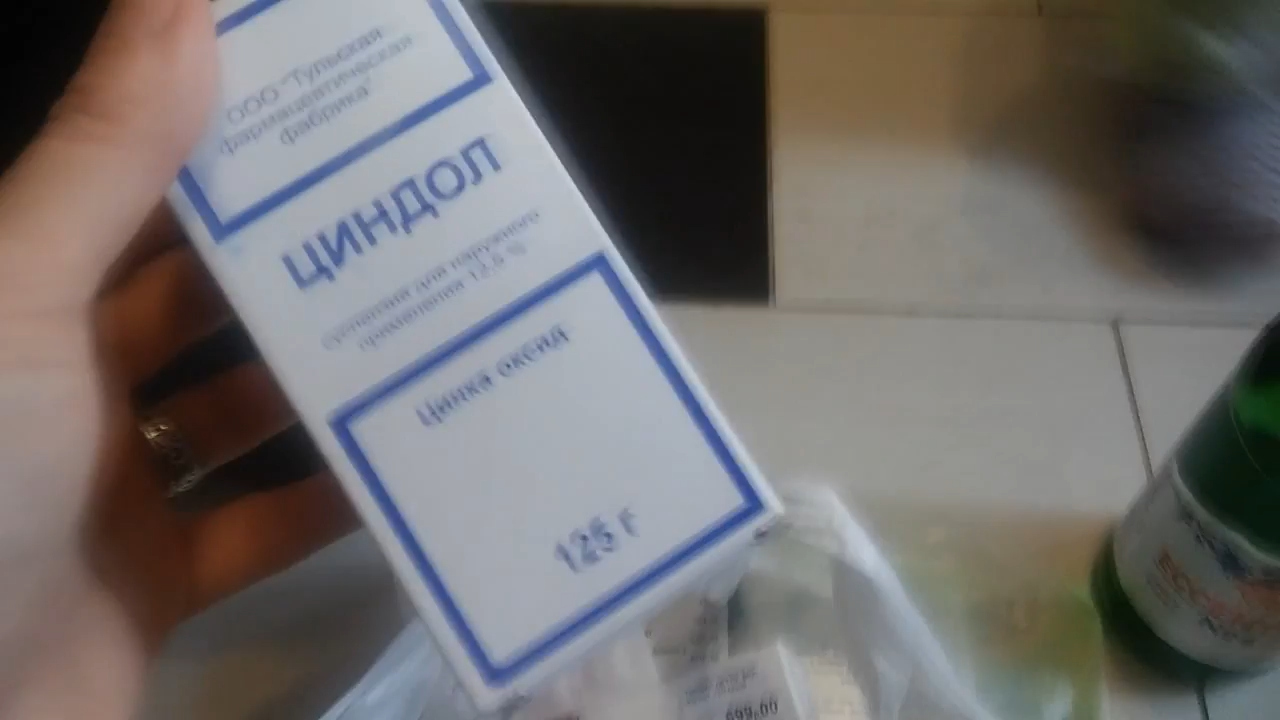 ООО "Тульская
фармацевтическая
фабрика"
ЦИНДОЛ
суспензия для наружного
применения 12,5 %
Цинка оксид
125 г
699,00